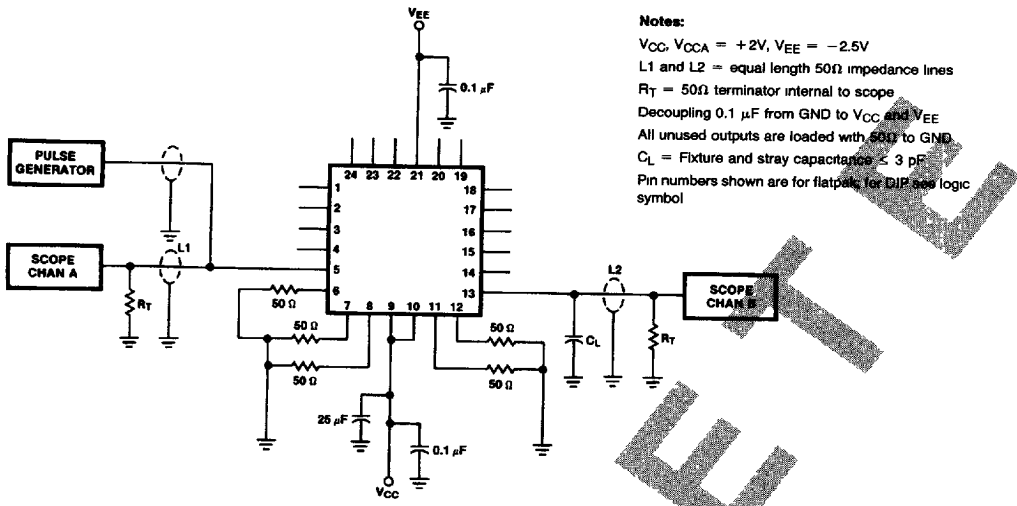 VEE
0.1 μF
Notes:
VCC, VCCA = +2V, VEE = −2.5V
L1 and L2 = equal length 50Ω impedance lines
RT = 50Ω terminator internal to scope
Decoupling 0.1 μF from GND to VCC and VEE
All unused outputs are loaded with 50Ω to GND
CL = Fixture and stray capacitance ≤ 3 pF
Pin numbers shown are for flatpak; for DIP see logic
symbol
PULSE
GENERATOR
24 23 22 21 20 19
1
2
3
4
5
6
18
17
16
15
14
13
7 8 9 10 11 12
SCOPE
CHAN A
L1
RT
50 Ω
50 Ω
50 Ω
50 Ω
50 Ω
L2
CL
RT
SCOPE
CHAN B
25 μF
0.1 μF
VCC
E
T
E